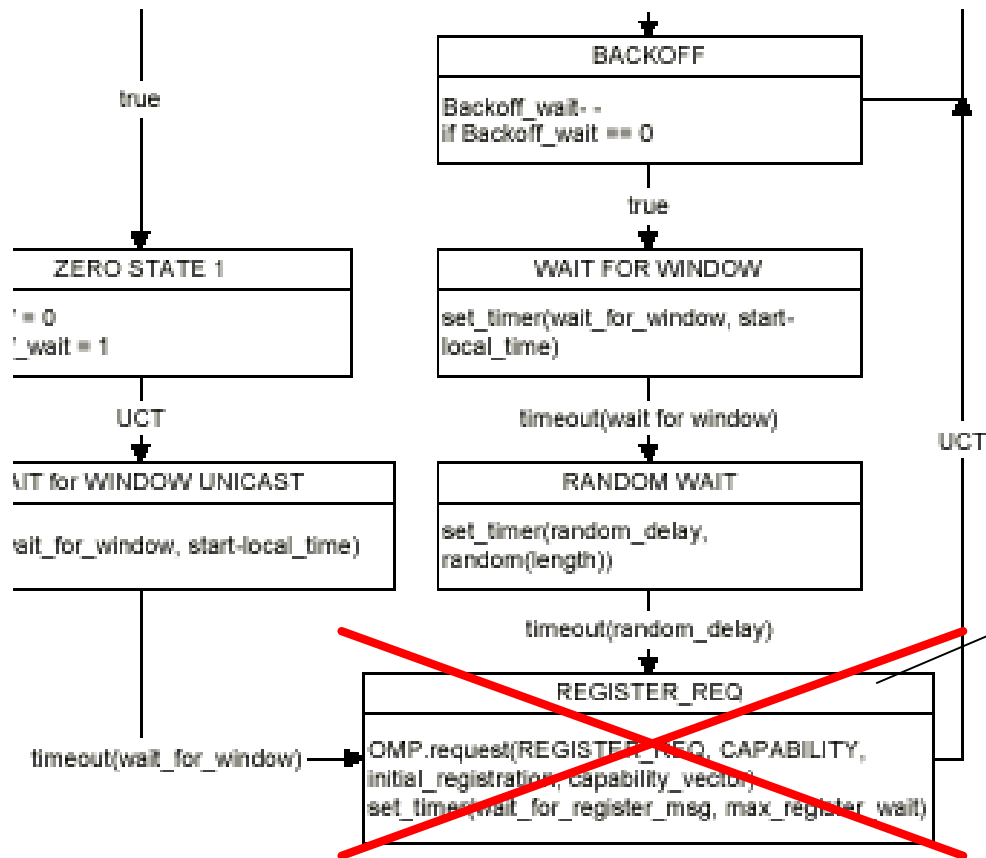 BACKOFF
Backoff_wait- -
if Backoff_wait == 0
true
true
ZERO STATE 1
= 0
_wait = 1
WAIT FOR WINDOW
set_timer(wait_for_window, start-
local_time)
UCT
timeout(wait for window)
UCT
for WINDOW UNICAST
_for_window, start-local_time)
RANDOM WAIT
set_timer(random_delay,
random(length))
timeout(random_delay)
REGISTER_REQ
timeout(wait_for_window)
OMP.request(REGISTER_REQ, CAPABILITY,
initial_registration, capability_vector)
set_timer(wait_for_register_msg, max_register_wait)